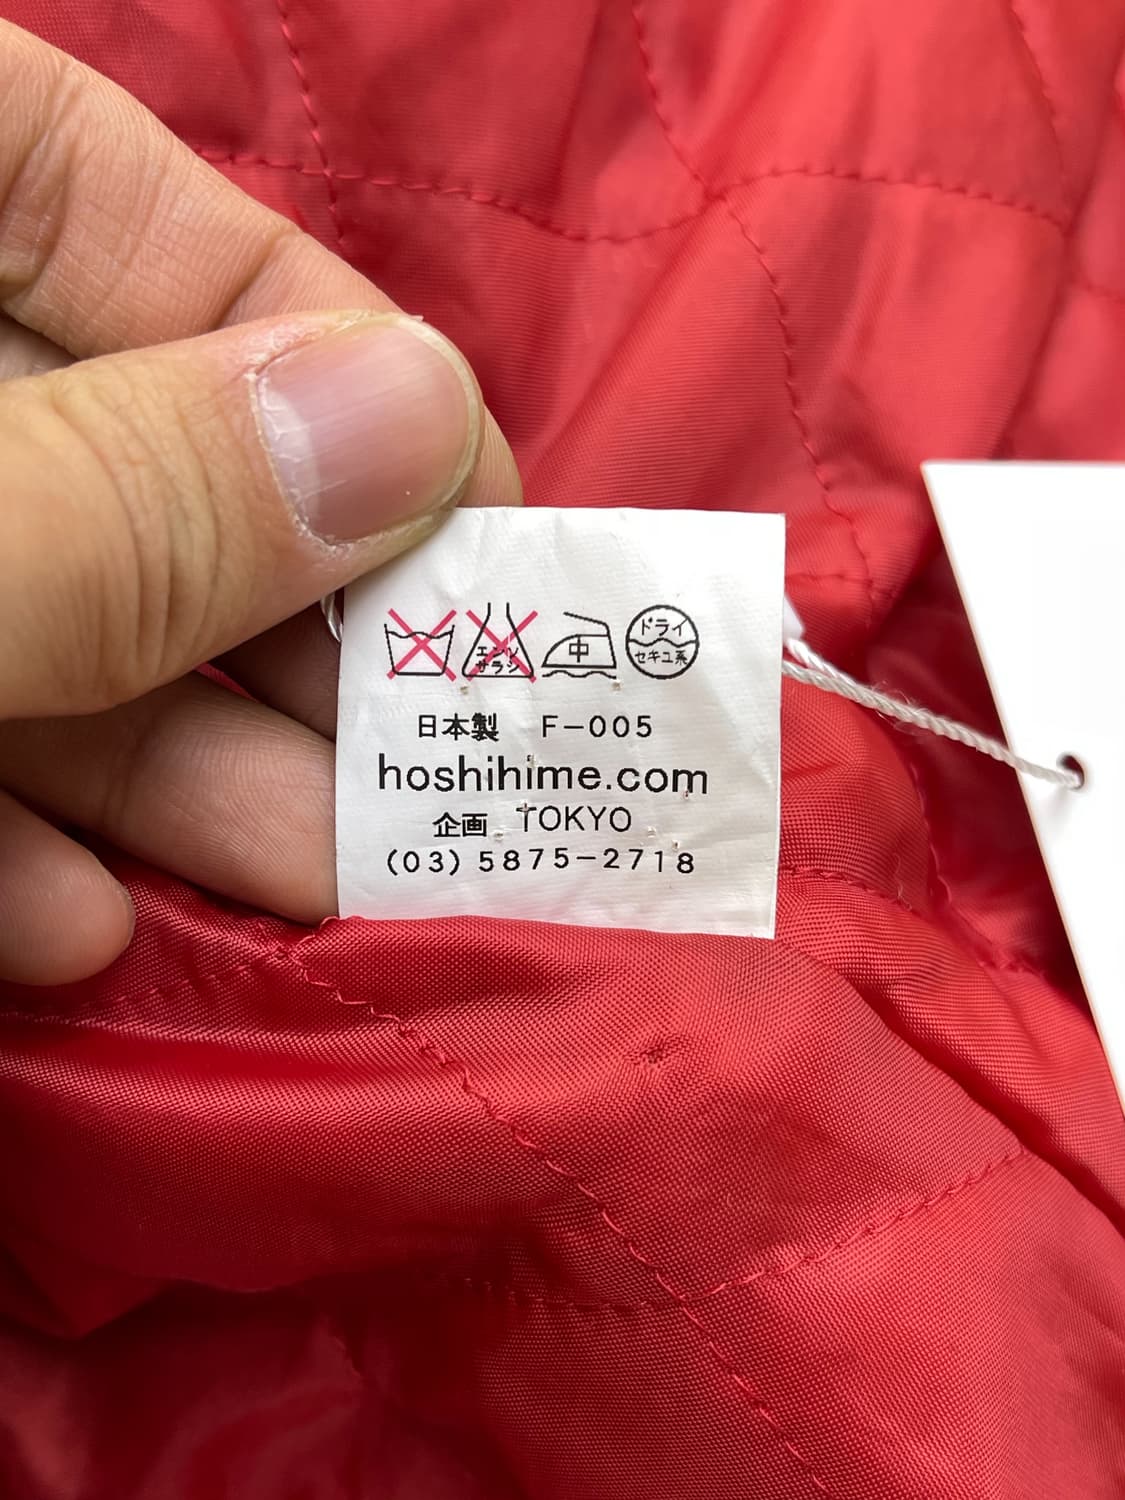 エンソサラシ 中 ドライセキユ系
日本製 F-005
hoshihime.com
企画 TOKYO
(03) 5875-2718